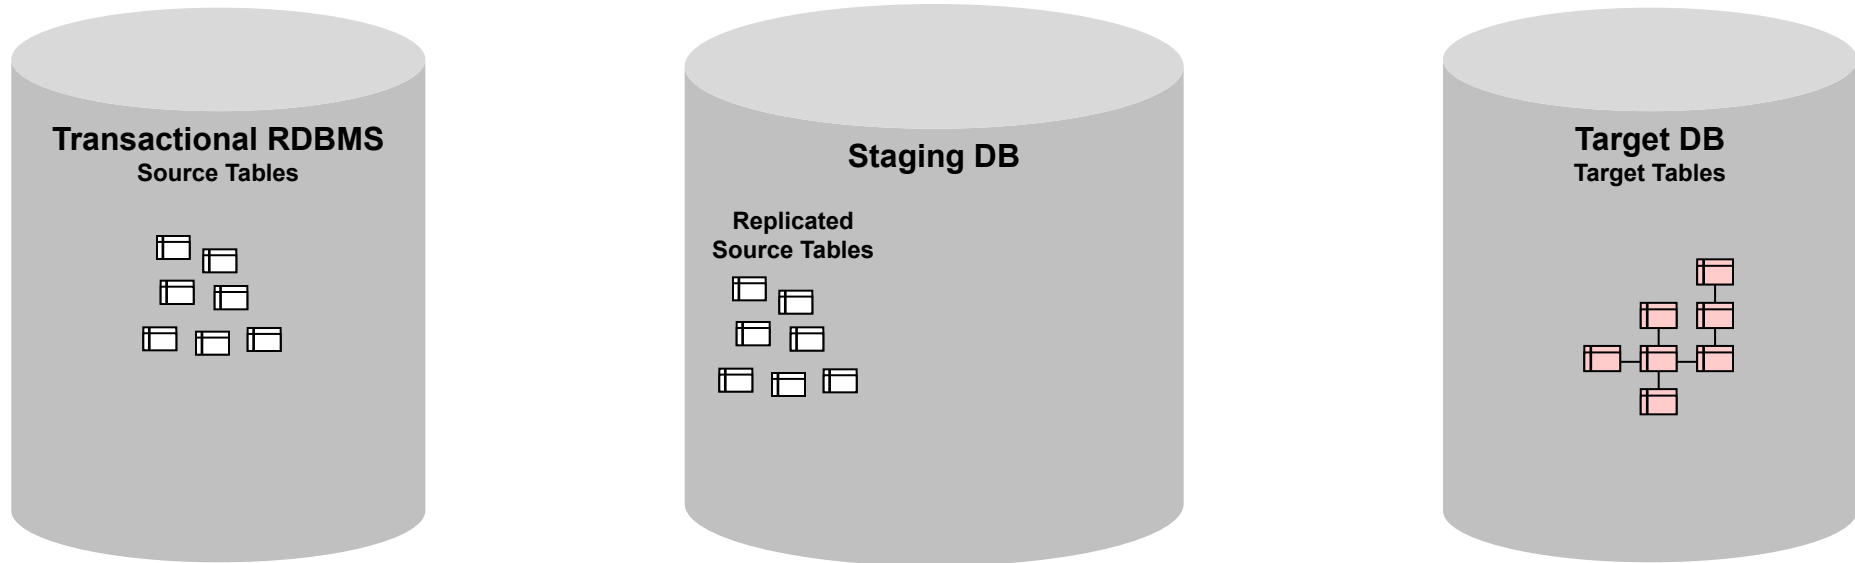 Transactional RDBMS
Source Tables
Staging DB
Replicated
Source Tables
Target DB
Target Tables